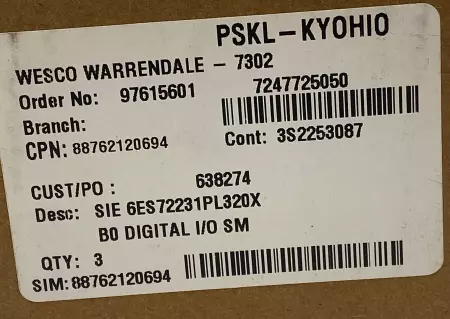 PSKL-KYOHIO
WESCO WARRENDALE - 7302
Order No: 97615601 7247725050
Branch:
CPN: 88762120694 Cont: 3S2253087
CUST/PO : 638274
Desc: SIE 6ES72231PL320X
B0 DIGITAL I/O SM
QTY: 3
SIM: 88762120694